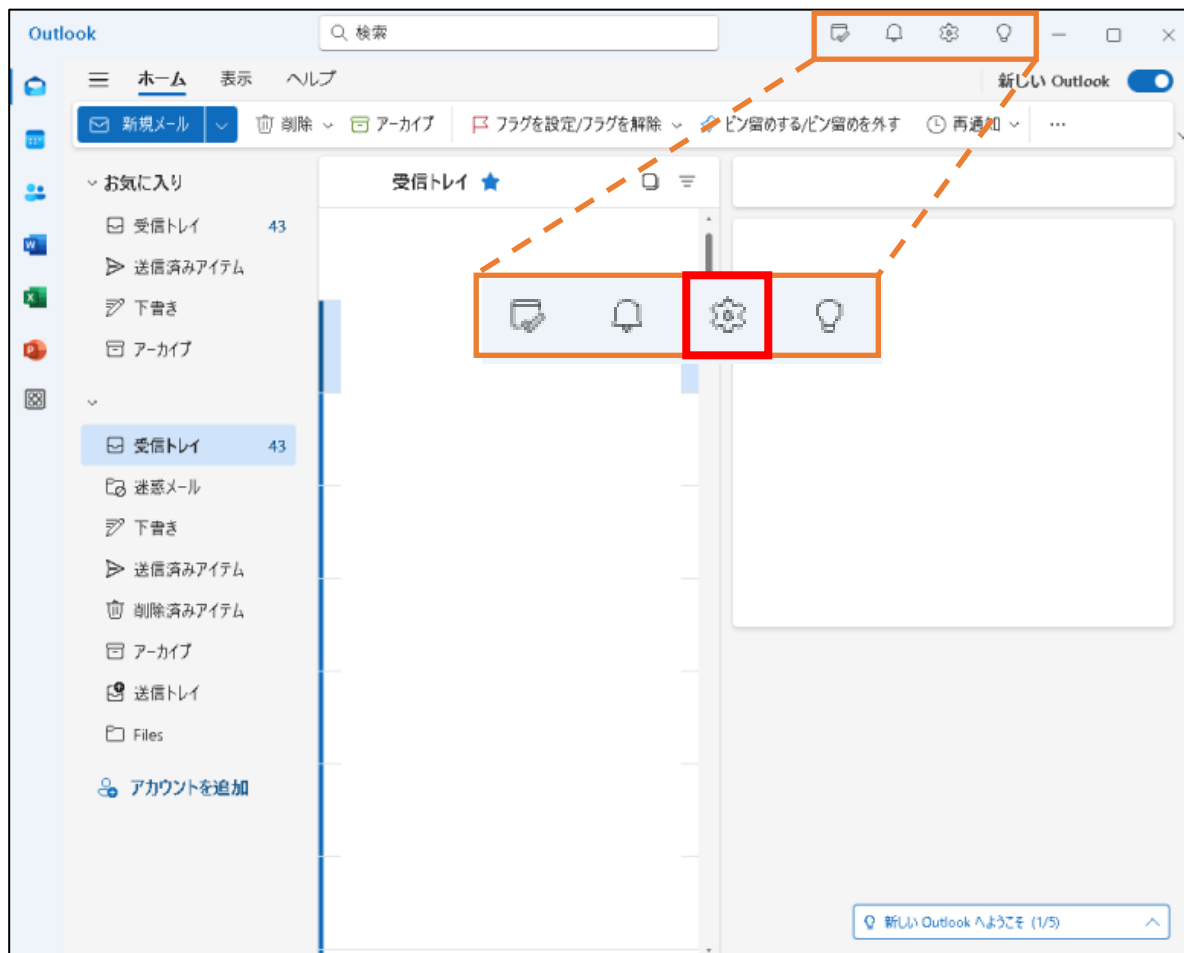 Outlook
検索
ホーム 表示 ヘルプ
新しい Outlook
新規メール 削除 アーカイブ フラグを設定/フラグを解除 ピン留めする/ピン留めを外す 再通知 …
お気に入り
受信トレイ 43
送信済みアイテム
下書き
アーカイブ
受信トレイ 43
迷惑メール
下書き
送信済みアイテム
削除済みアイテム
アーカイブ
送信トレイ
Files
アカウントを追加
受信トレイ
新しい Outlook へようこそ (1/5)